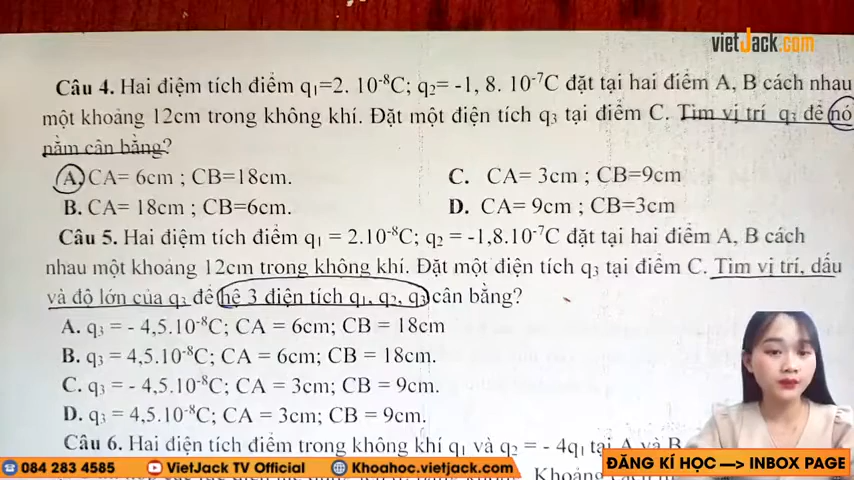 vietJack.com
Câu 4. Hai điệm tích điểm q₁=2. 10⁻⁸C; q₂= -1, 8. 10⁻⁷C đặt tại hai điểm A, B cách nhau
một khoảng 12cm trong không khí. Đặt một điện tích q₃ tại điểm C. Tìm vị trí q₃ để nó
nằm cân bằng?
A. CA= 6cm ; CB=18cm.
C. CA= 3cm ; CB=9cm
B. CA= 18cm ; CB=6cm.
D. CA= 9cm ; CB=3cm
Câu 5. Hai điệm tích điểm q₁ = 2.10⁻⁸C; q₂ = -1,8.10⁻⁷C đặt tại hai điểm A, B cách
nhau một khoảng 12cm trong không khí. Đặt một điện tích q₃ tại điểm C. Tìm vị trí, dấu
và độ lớn của q₃ để hệ 3 điện tích q₁, q₂, q₃ cân bằng?
A. q₃ = - 4,5.10⁻⁸C; CA = 6cm; CB = 18cm
B. q₃ = 4,5.10⁻⁸C; CA = 6cm; CB = 18cm.
C. q₃ = - 4,5.10⁻⁸C; CA = 3cm; CB = 9cm.
D. q₃ = 4,5.10⁻⁸C; CA = 3cm; CB = 9cm.
Câu 6. Hai điện tích điểm trong không khí q₁ và q₂ = - 4q₁ tại A và B
Khoảng cách
084 283 4585 VietJack TV Official Khoahoc.vietjack.com
ĐĂNG KÍ HỌC —> INBOX PAGE